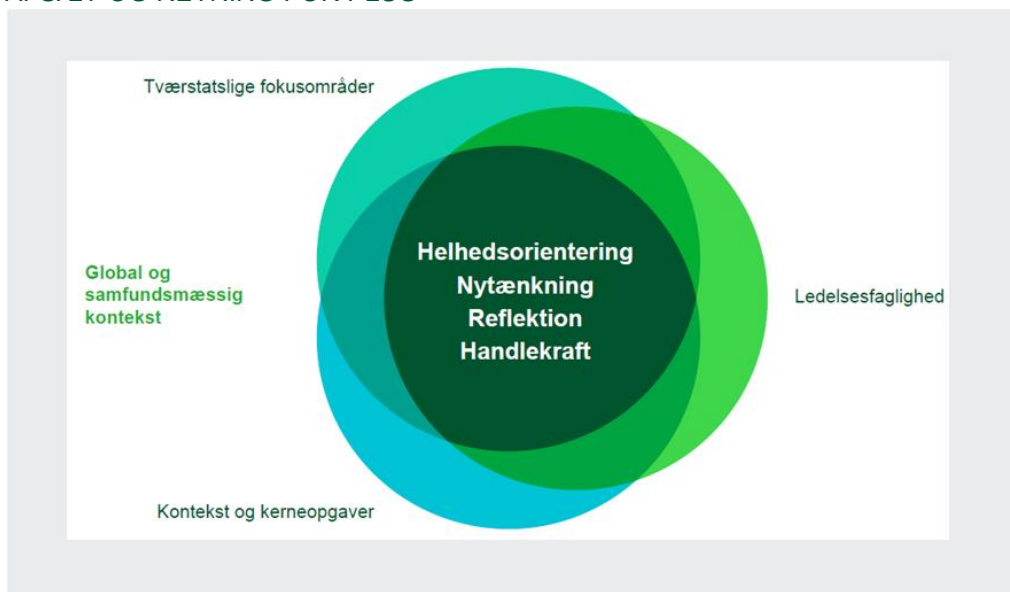 Tværstatslige fokusområder
Global og
samfundsmæssig
kontekst
Helhedsorientering
Nytænkning
Reflektion
Handlekraft
Ledelsesfaglighed
Kontekst og kerneopgaver